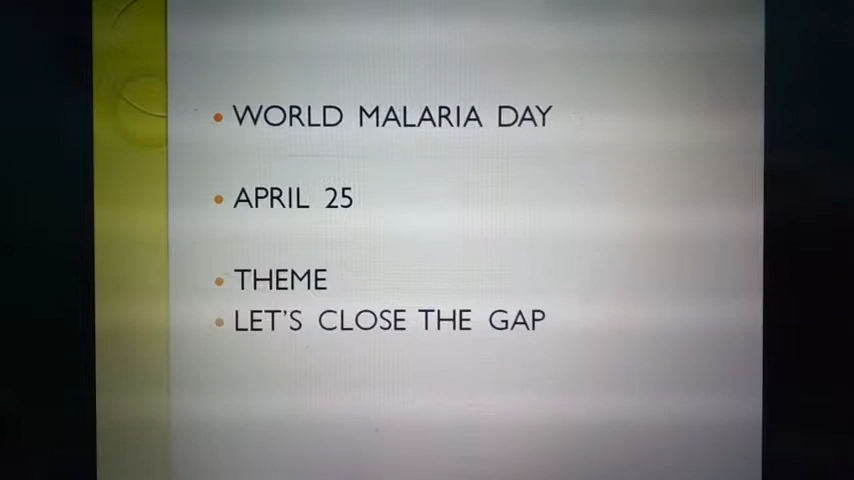 WORLD MALARIA DAY
APRIL 25
THEME
LET'S CLOSE THE GAP